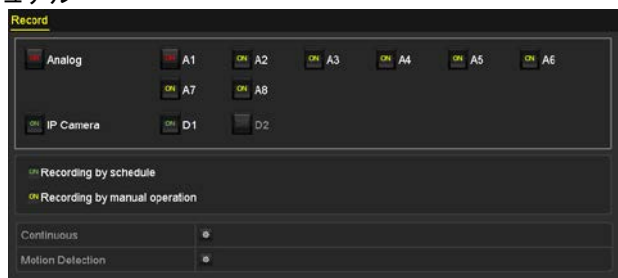 Record
Analog A1 ON A2 ON A3 ON A4 ON A5 ON A6
ON A7 ON A8
ON IP Camera ON D1 D2
ON Recording by schedule
ON Recording by manual operation
Continuous
Motion Detection